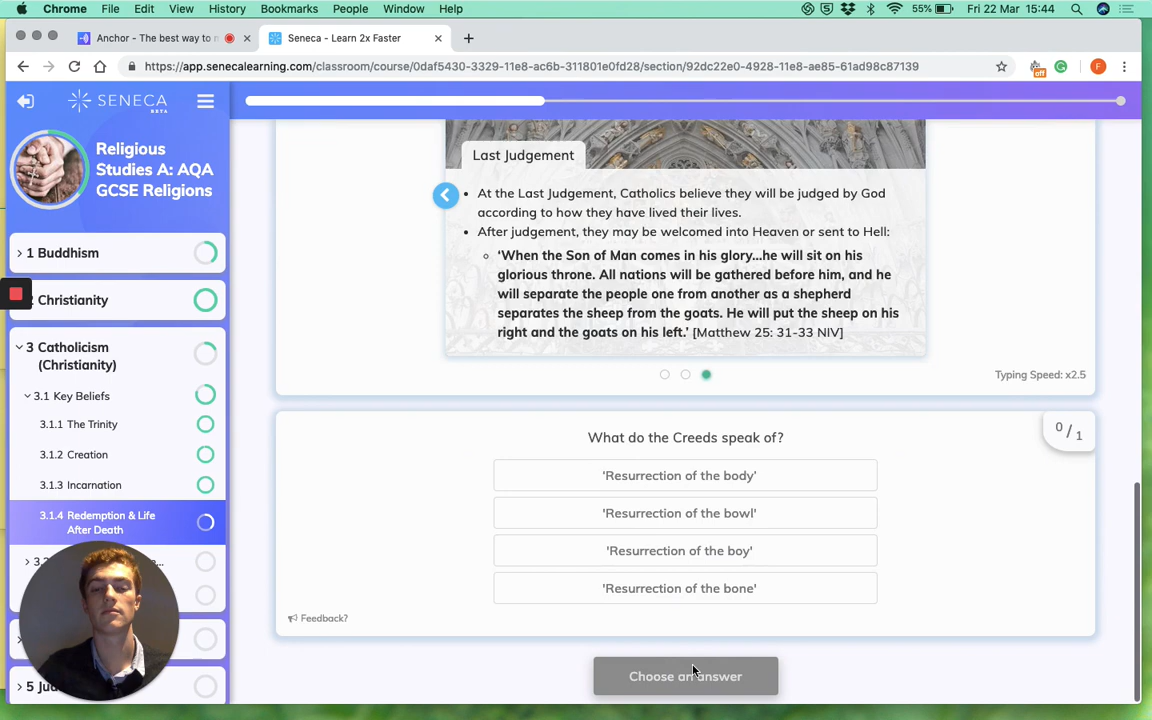 Chrome File Edit View History Bookmarks People Window Help 55% Fri 22 Mar 15:44
Anchor - The best way to
Seneca - Learn 2x Faster
https://app.senecalearning.com/classroom/course/0daf5430-3329-11e8-ac6b-311801e0fd28/section/92dc22e0-4928-11e8-ae85-61ad98c87139
off
F
SENECA
BETA
Religious
Studies A: AQA
GCSE Religions
1 Buddhism
Christianity
3 Catholicism
(Christianity)
3.1 Key Beliefs
3.1.1 The Trinity
3.1.2 Creation
3.1.3 Incarnation
3.1.4 Redemption & Life
After Death
Last Judgement
• At the Last Judgement, Catholics believe they will be judged by God
according to how they have lived their lives.
• After judgement, they may be welcomed into Heaven or sent to Hell:
‘When the Son of Man comes in his glory...he will sit on his
glorious throne. All nations will be gathered before him, and he
will separate the people one from another as a shepherd
separates the sheep from the goats. He will put the sheep on his
right and the goats on his left.’ [Matthew 25: 31-33 NIV]
Typing Speed: x2.5
What do the Creeds speak of?
0/1
'Resurrection of the body'
'Resurrection of the bowl'
'Resurrection of the boy'
'Resurrection of the bone'
Feedback?
Choose an answer